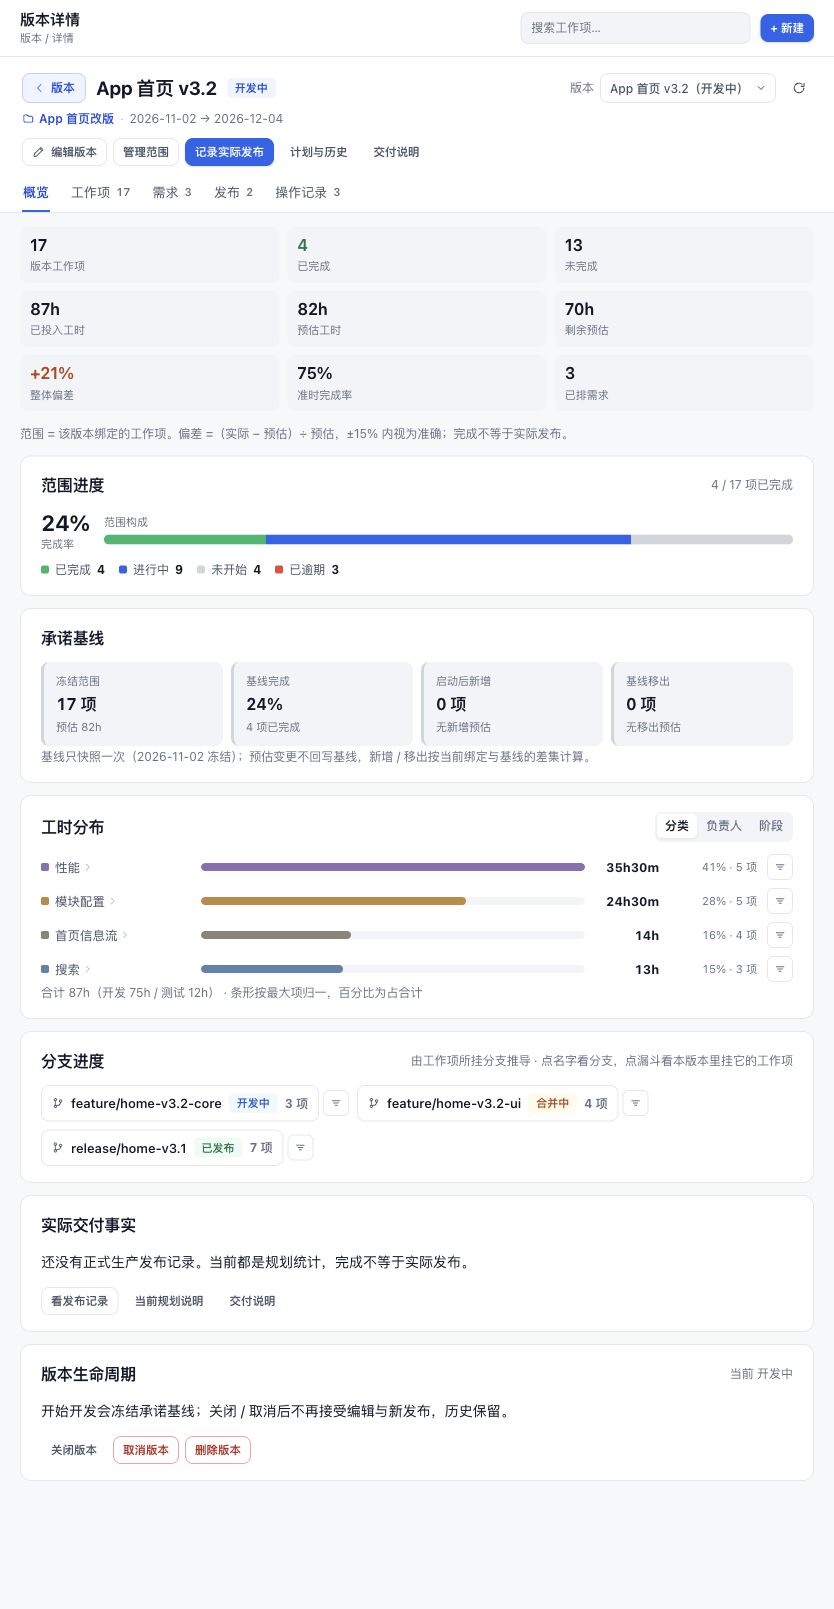 版本详情
版本 / 详情
搜索工作项...
+ 新建
版本
App 首页 v3.2
开发中
版本
App 首页 v3.2（开发中）
App 首页改版 · 2026-11-02 → 2026-12-04
编辑版本
管理范围
记录实际发布
计划与历史
交付说明
概览
工作项 17
需求 3
发布 2
操作记录 3
17
版本工作项
4
已完成
13
未完成
87h
已投入工时
82h
预估工时
70h
剩余预估
+21%
整体偏差
75%
准时完成率
3
已排需求
范围 = 该版本绑定的工作项。偏差 =（实际 − 预估）÷ 预估，±15% 内视为准确；完成不等于实际发布。
范围进度
4 / 17 项已完成
24%
完成率
范围构成
已完成 4
进行中 9
未开始 4
已逾期 3
承诺基线
冻结范围
17 项
预估 82h
基线完成
24%
4 项已完成
启动后新增
0 项
无新增预估
基线移出
0 项
无移出预估
基线只快照一次（2026-11-02 冻结）；预估变更不回写基线，新增 / 移出按当前绑定与基线的差集计算。
工时分布
分类
负责人
阶段
性能
35h30m
41% · 5 项
模块配置
24h30m
28% · 5 项
首页信息流
14h
16% · 4 项
搜索
13h
15% · 3 项
合计 87h（开发 75h / 测试 12h） · 条形按最大项归一，百分比为占合计
分支进度
由工作项所挂分支推导 · 点名字看分支，点漏斗看本版本里挂它的工作项
feature/home-v3.2-core 开发中 3 项
feature/home-v3.2-ui 合并中 4 项
release/home-v3.1 已发布 7 项
实际交付事实
还没有正式生产发布记录。当前都是规划统计，完成不等于实际发布。
看发布记录
当前规划说明
交付说明
版本生命周期
当前 开发中
开始开发会冻结承诺基线；关闭 / 取消后不再接受编辑与新发布，历史保留。
关闭版本
取消版本
删除版本